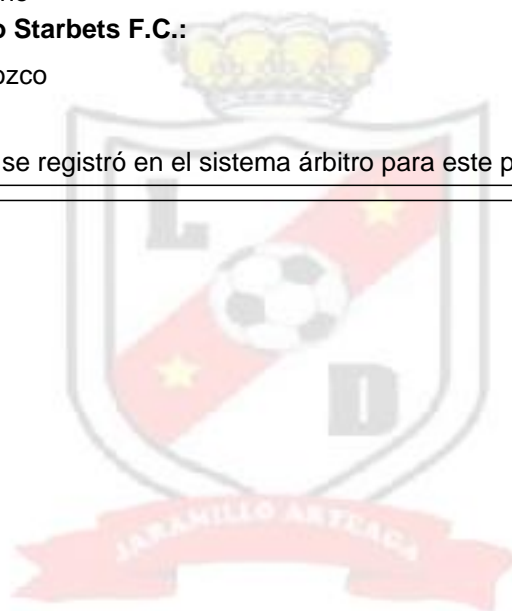 o Starbets F.C.:
ozco
se registró en el sistema árbitro para este p
L
D
JARAMILLO ARTEAGA